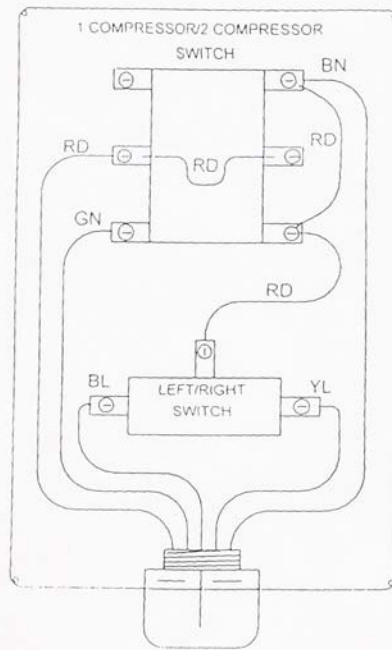 1 COMPRESSOR/2 COMPRESSOR
SWITCH
BN
RD
RD
RD
GN
RD
BL
LEFT/RIGHT
SWITCH
YL